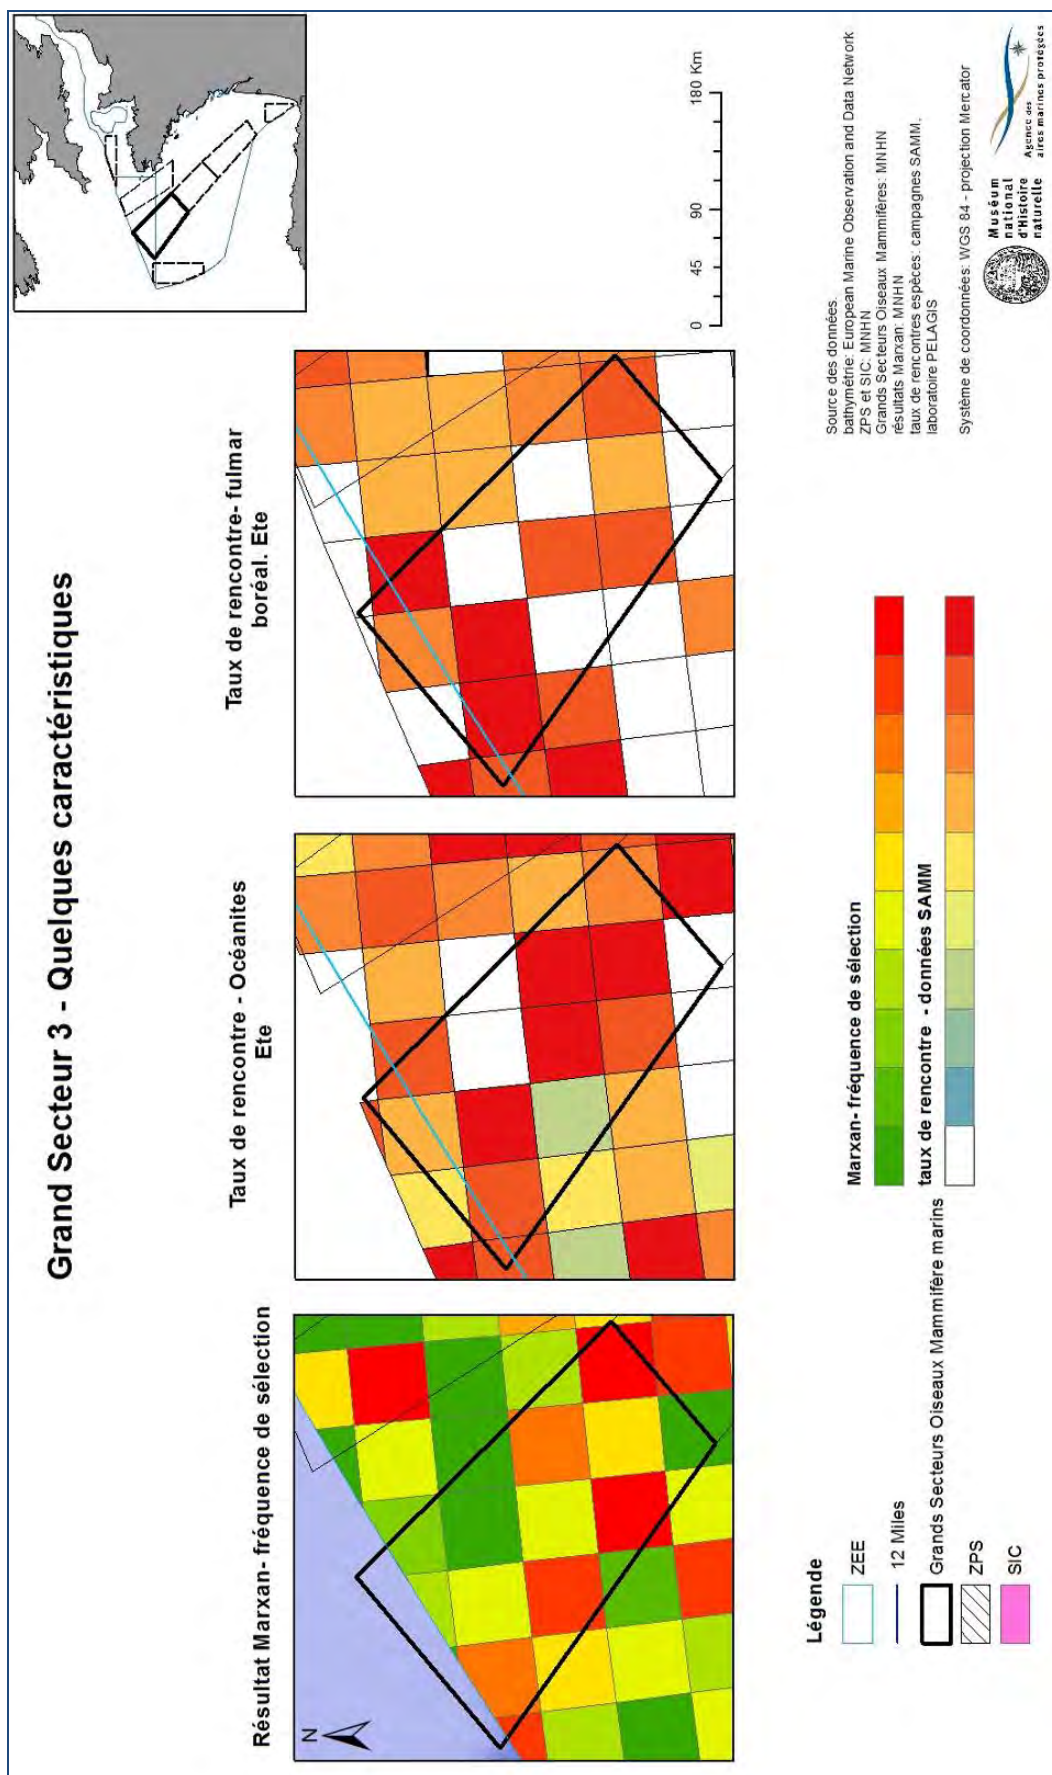 Grand Secteur 3 - Quelques caractéristiques
Résultat Marxan- fréquence de sélection
Taux de rencontre - Océanites
Ete
Taux de rencontre- fulmar
boréal. Ete
N
0 45 90 180 Km
Légende
ZEE
12 Miles
Grands Secteurs Oiseaux Mammifère marins
ZPS
SIC
Marxan- fréquence de sélection
taux de rencontre - données SAMM
Source des données.
bathymétrie: European Marine Observation and Data Network
ZPS et SIC: MNHN
Grands Secteurs Oiseaux Mammifères: MNHN
résultats Marxan: MNHN
taux de rencontres espèces: campagnes SAMM,
laboratoire PELAGIS
Système de coordonnées: WGS 84 - projection Mercator
Muséum
national
d'Histoire
naturelle
Agence des
aires marines protégées